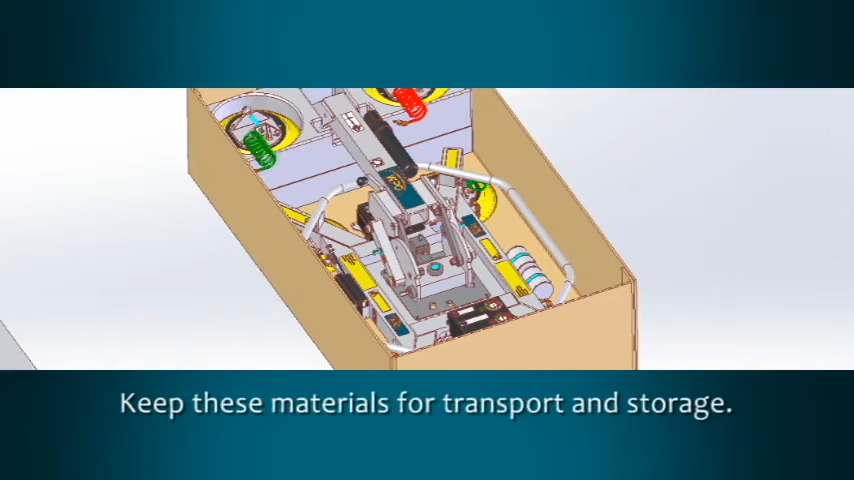 Keep these materials for transport and storage.